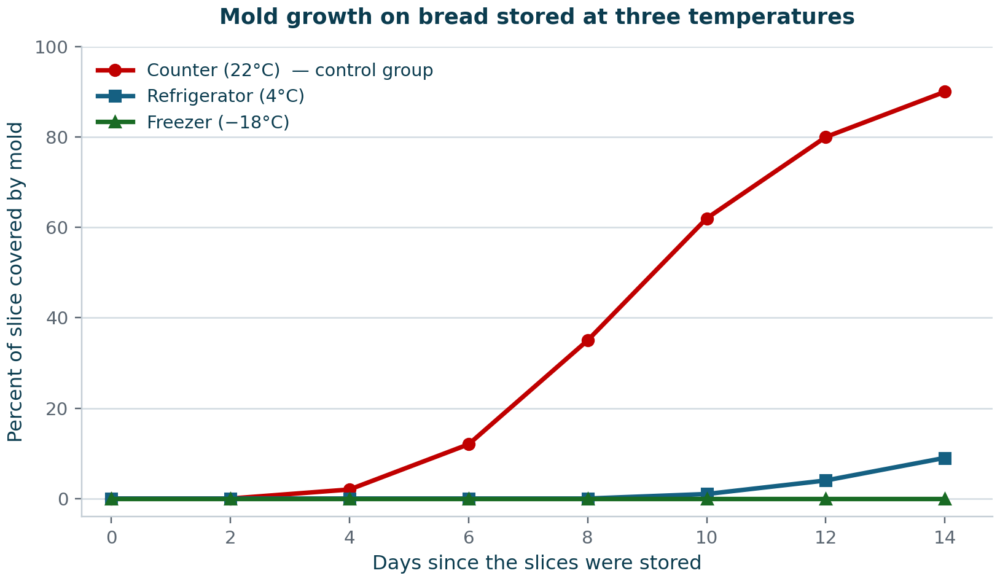 Mold growth on bread stored at three temperatures
Percent of slice covered by mold
100
80
60
40
20
0
Counter (22°C)  — control group
Refrigerator (4°C)
Freezer (−18°C)
0 2 4 6 8 10 12 14
Days since the slices were stored